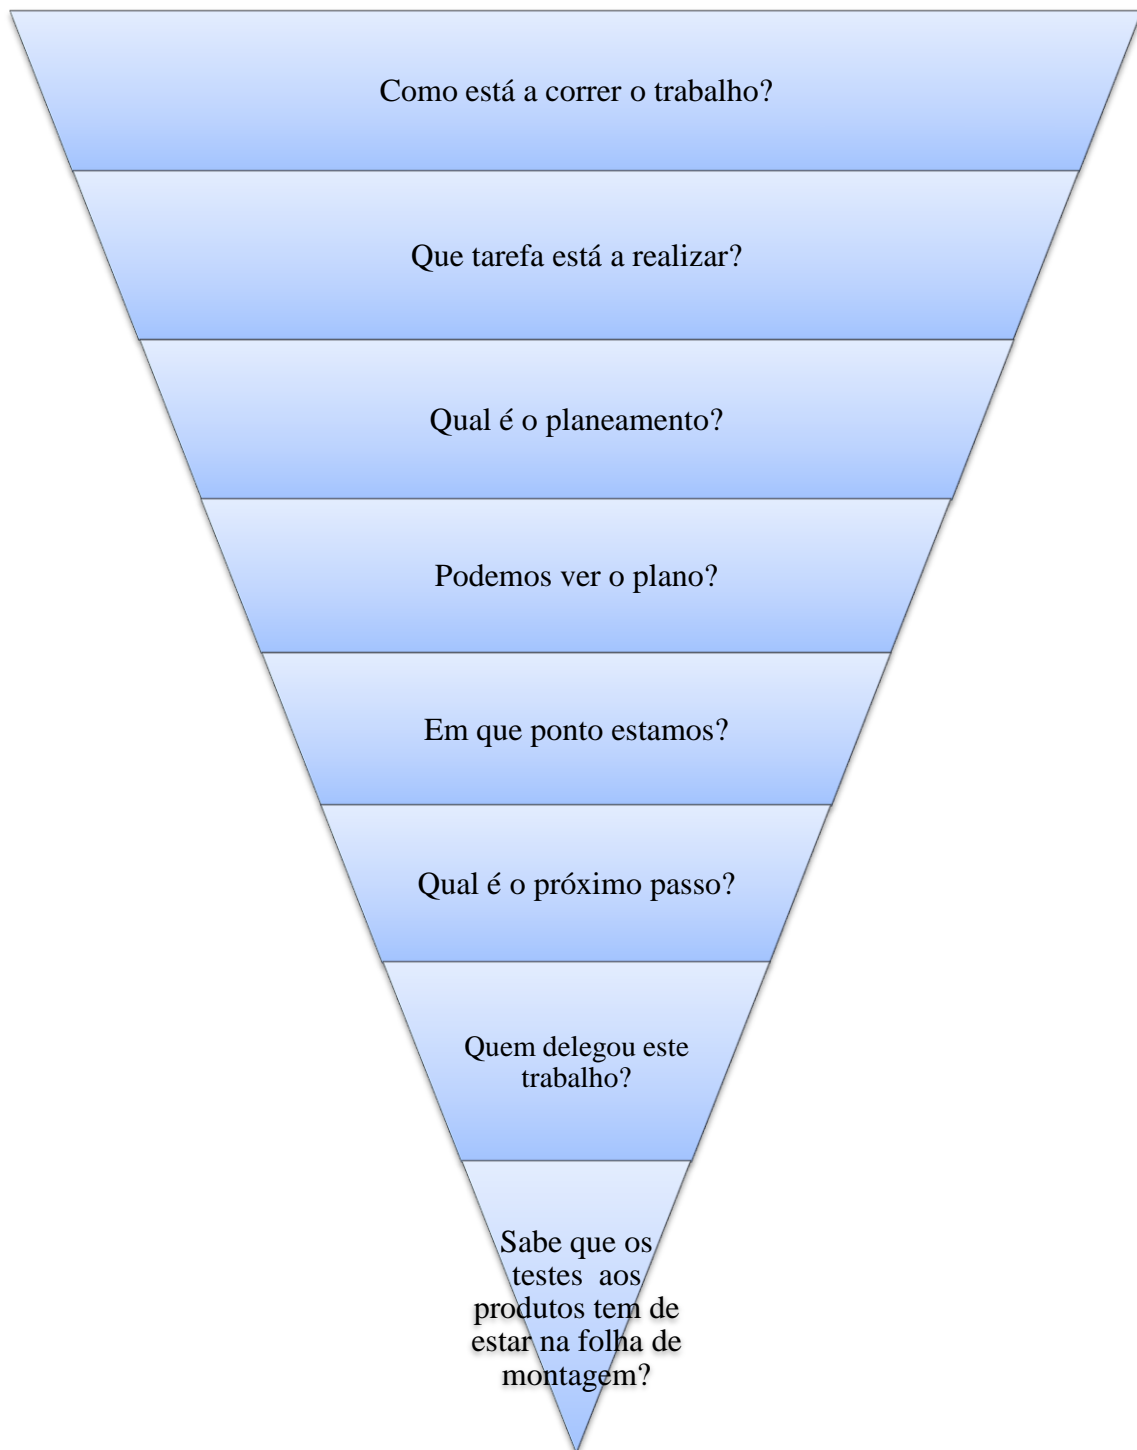 Como está a correr o trabalho?
Que tarefa está a realizar?
Qual é o planeamento?
Podemos ver o plano?
Em que ponto estamos?
Qual é o próximo passo?
Quem delegou este
trabalho?
Sabe que os
testes  aos
produtos tem de
estar na folha de
montagem?